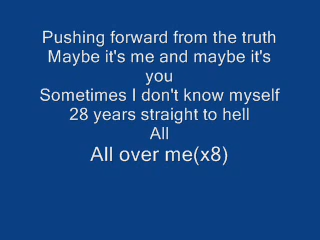 Pushing forward from the truth
Maybe it's me and maybe it's
you
Sometimes I don't know myself
28 years straight to hell
All
All over me(x8)